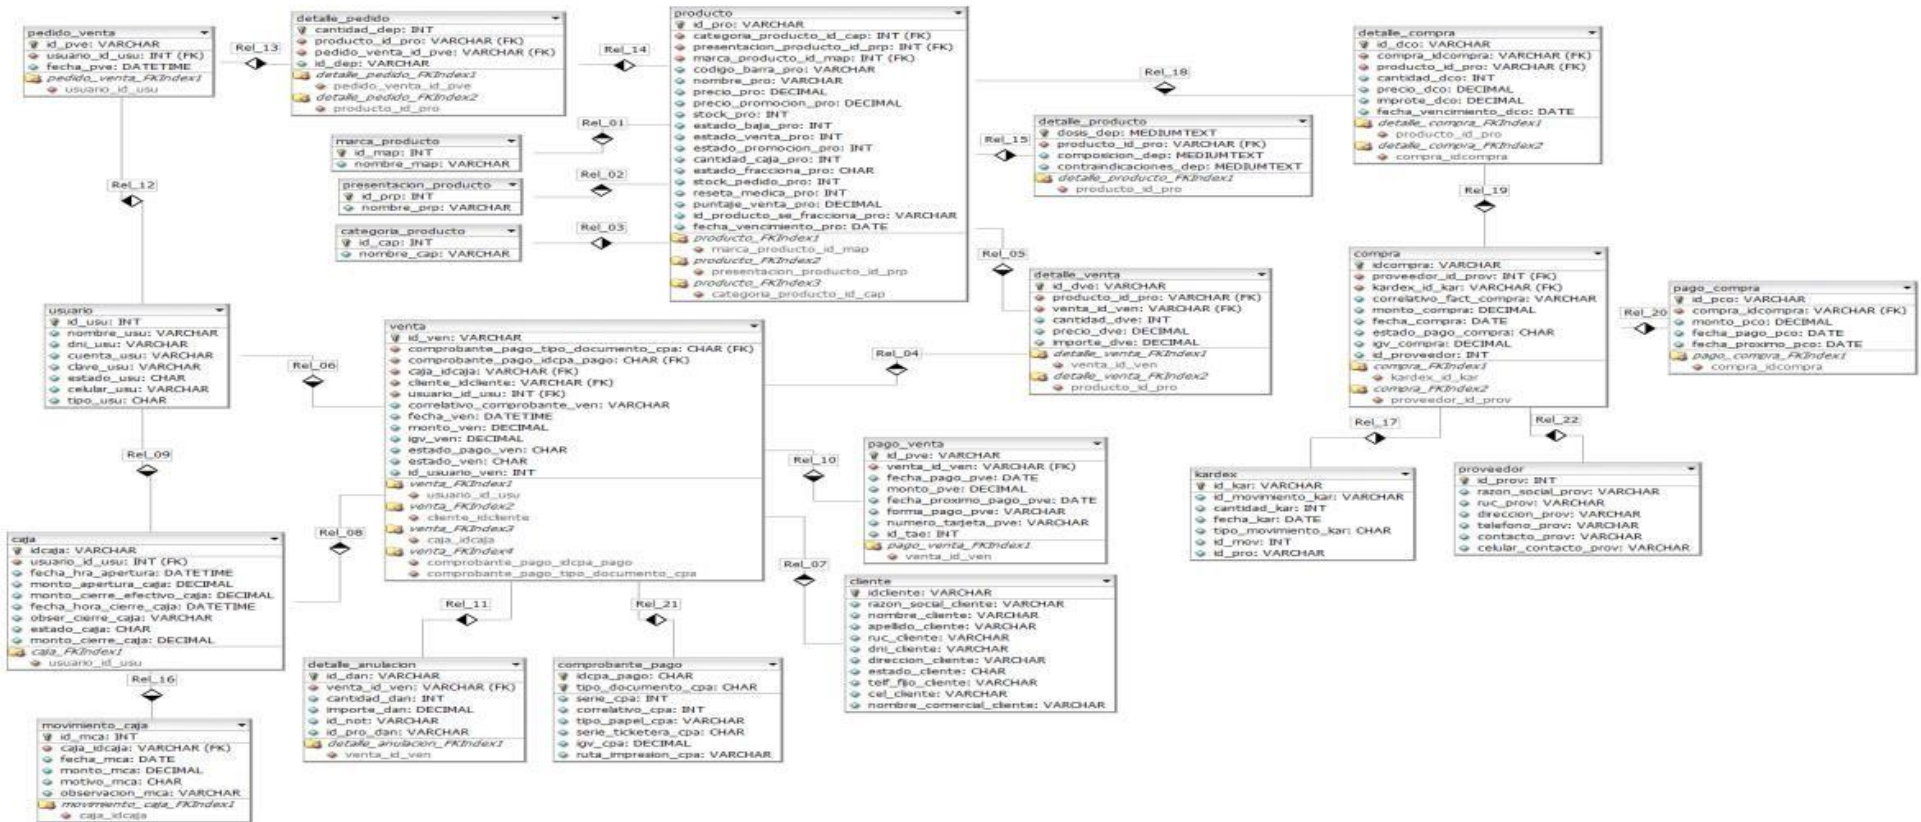 pedido_venta
id_pve: VARCHAR
usuario_id_usu: INT (FK)
fecha_pve: DATETIME
pedido_venta_FKIndex1
usuario_id_usu
Rel_13
detalle_pedido
cantidad_dep: INT
producto_id_pro: VARCHAR (FK)
pedido_venta_id_pve: VARCHAR (FK)
id_dep: VARCHAR
detalle_pedido_FKIndex1
pedido_venta_id_pve
detalle_pedido_FKIndex2
producto_id_pro
Rel_14
producto
id_pro: VARCHAR
categoria_producto_id_cap: INT (FK)
presentacion_producto_id_prp: INT (FK)
marca_producto_id_map: INT (FK)
codigo_barra_pro: VARCHAR
nombre_pro: VARCHAR
precio_pro: DECIMAL
precio_promocion_pro: DECIMAL
stock_pro: INT
estado_baja_pro: INT
estado_venta_pro: INT
estado_promocion_pro: INT
cantidad_caja_pro: INT
estado_fracciona_pro: CHAR
stock_pedido_pro: INT
reseta_medica_pro: INT
puntaje_venta_pro: DECIMAL
id_producto_se_fracciona_pro: VARCHAR
fecha_vencimiento_pro: DATE
producto_FKIndex1
marca_producto_id_map
producto_FKIndex2
presentacion_producto_id_prp
producto_FKIndex3
categoria_producto_id_cap
Rel_18
detalle_compra
id_dco: VARCHAR
compra_idcompra: VARCHAR (FK)
producto_id_pro: VARCHAR (FK)
cantidad_dco: INT
precio_dco: DECIMAL
improte_dco: DECIMAL
fecha_vencimiento_dco: DATE
detalle_compra_FKIndex1
producto_id_pro
detalle_compra_FKIndex2
compra_idcompra
Rel_01
marca_producto
id_map: INT
nombre_map: VARCHAR
Rel_02
presentacion_producto
id_prp: INT
nombre_prp: VARCHAR
Rel_03
categoria_producto
id_cap: INT
nombre_cap: VARCHAR
Rel_15
detalle_producto
dosis_dep: MEDIUMTEXT
producto_id_pro: VARCHAR (FK)
composicion_dep: MEDIUMTEXT
contraindicaciones_dep: MEDIUMTEXT
detalle_producto_FKIndex1
producto_id_pro
Rel_12
Rel_19
Rel_05
detalle_venta
id_dve: VARCHAR
producto_id_pro: VARCHAR (FK)
venta_id_ven: VARCHAR (FK)
cantidad_dve: INT
precio_dve: DECIMAL
importe_dve: DECIMAL
detalle_venta_FKIndex1
venta_id_ven
detalle_venta_FKIndex2
producto_id_pro
compra
idcompra: VARCHAR
proveedor_id_prov: INT (FK)
kardex_id_kar: VARCHAR (FK)
correlativo_fact_compra: VARCHAR
monto_compra: DECIMAL
fecha_compra: DATE
estado_pago_compra: CHAR
igv_compra: DECIMAL
id_proveedor: INT
compra_FKIndex1
kardex_id_kar
compra_FKIndex2
proveedor_id_prov
Rel_20
pago_compra
id_pco: VARCHAR
compra_idcompra: VARCHAR (FK)
monto_pco: DECIMAL
fecha_pago_pco: DATE
fecha_proximo_pco: DATE
pago_compra_FKIndex1
compra_idcompra
usuario
id_usu: INT
nombre_usu: VARCHAR
dni_usu: VARCHAR
cuenta_usu: VARCHAR
clave_usu: VARCHAR
estado_usu: CHAR
celular_usu: VARCHAR
tipo_usu: CHAR
Rel_06
venta
id_ven: VARCHAR
comprobante_pago_tipo_documento_cpa: CHAR (FK)
comprobante_pago_idcpa_pago: CHAR (FK)
caja_idcaja: VARCHAR (FK)
cliente_idcliente: VARCHAR (FK)
usuario_id_usu: INT (FK)
correlativo_comprobante_ven: VARCHAR
fecha_ven: DATETIME
monto_ven: DECIMAL
igv_ven: DECIMAL
estado_pago_ven: CHAR
estado_ven: CHAR
id_usuario_ven: INT
venta_FKIndex1
usuario_id_usu
venta_FKIndex2
cliente_idcliente
venta_FKIndex3
caja_idcaja
venta_FKIndex4
comprobante_pago_idcpa_pago
comprobante_pago_tipo_documento_cpa
Rel_04
Rel_17
Rel_22
Rel_09
Rel_10
pago_venta
id_pve: VARCHAR
venta_id_ven: VARCHAR (FK)
fecha_pago_pve: DATE
monto_pve: DECIMAL
fecha_proximo_pago_pve: DATE
forma_pago_pve: VARCHAR
numero_tarjeta_pve: VARCHAR
id_tae: INT
pago_venta_FKIndex1
venta_id_ven
kardex
id_kar: VARCHAR
id_movimiento_kar: VARCHAR
cantidad_kar: INT
fecha_kar: DATE
tipo_movimiento_kar: CHAR
id_mov: INT
id_pro: VARCHAR
proveedor
id_prov: INT
razon_social_prov: VARCHAR
ruc_prov: VARCHAR
direccion_prov: VARCHAR
telefono_prov: VARCHAR
contacto_prov: VARCHAR
celular_contacto_prov: VARCHAR
caja
idcaja: VARCHAR
usuario_id_usu: INT (FK)
fecha_hra_apertura: DATETIME
monto_apertura_caja: DECIMAL
monto_cierre_efectivo_caja: DECIMAL
fecha_hora_cierre_caja: DATETIME
obser_cierre_caja: VARCHAR
estado_caja: CHAR
monto_cierre_caja: DECIMAL
caja_FKIndex1
usuario_id_usu
Rel_08
Rel_07
cliente
idcliente: VARCHAR
razon_social_cliente: VARCHAR
nombre_cliente: VARCHAR
apellido_cliente: VARCHAR
ruc_cliente: VARCHAR
dni_cliente: VARCHAR
direccion_cliente: VARCHAR
estado_cliente: CHAR
telf_fijo_cliente: VARCHAR
cel_cliente: VARCHAR
nombre_comercial_cliente: VARCHAR
Rel_11
Rel_21
detalle_anulacion
id_dan: VARCHAR
venta_id_ven: VARCHAR (FK)
cantidad_dan: INT
importe_dan: DECIMAL
id_not: VARCHAR
id_pro_dan: VARCHAR
detalle_anulacion_FKIndex1
venta_id_ven
comprobante_pago
idcpa_pago: CHAR
tipo_documento_cpa: CHAR
serie_cpa: INT
correlativo_cpa: INT
tipo_papel_cpa: VARCHAR
serie_ticketera_cpa: CHAR
igv_cpa: DECIMAL
ruta_impresion_cpa: VARCHAR
Rel_16
movimiento_caja
id_mca: INT
caja_idcaja: VARCHAR (FK)
fecha_mca: DATE
monto_mca: DECIMAL
motivo_mca: CHAR
observacion_mca: VARCHAR
movimiento_caja_FKIndex1
caja_idcaja